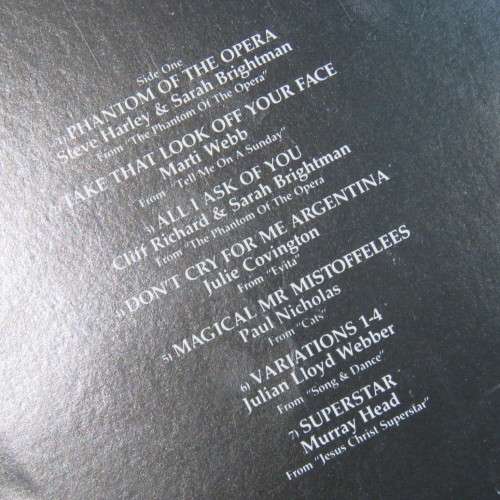 Side One
1) PHANTOM OF THE OPERA
Steve Harley & Sarah Brightman
From "The Phantom Of The Opera"
TAKE THAT LOOK OFF YOUR FACE
Marti Webb
From "Tell Me On A Sunday"
3) ALL I ASK OF YOU
Cliff Richard & Sarah Brightman
From "The Phantom Of The Opera
DON'T CRY FOR ME ARGENTINA
Julie Covington
From "Evita"
5) MAGICAL MR MISTOFFELEES
Paul Nicholas
From "Cats"
6) VARIATIONS 1-4
Julian Lloyd Webber
From "Song & Dance"
7) SUPERSTAR
Murray Head
From "Jesus Christ Superstar"